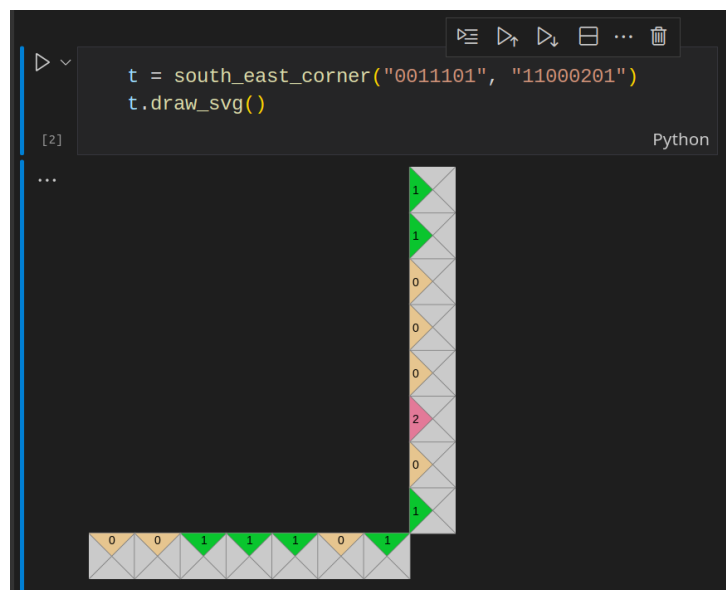 t = south_east_corner("0011101", "11000201")
t.draw_svg()
[2]
Python
...
1
1
0
0
0
2
0
1
0 0 1 1 1 0 1